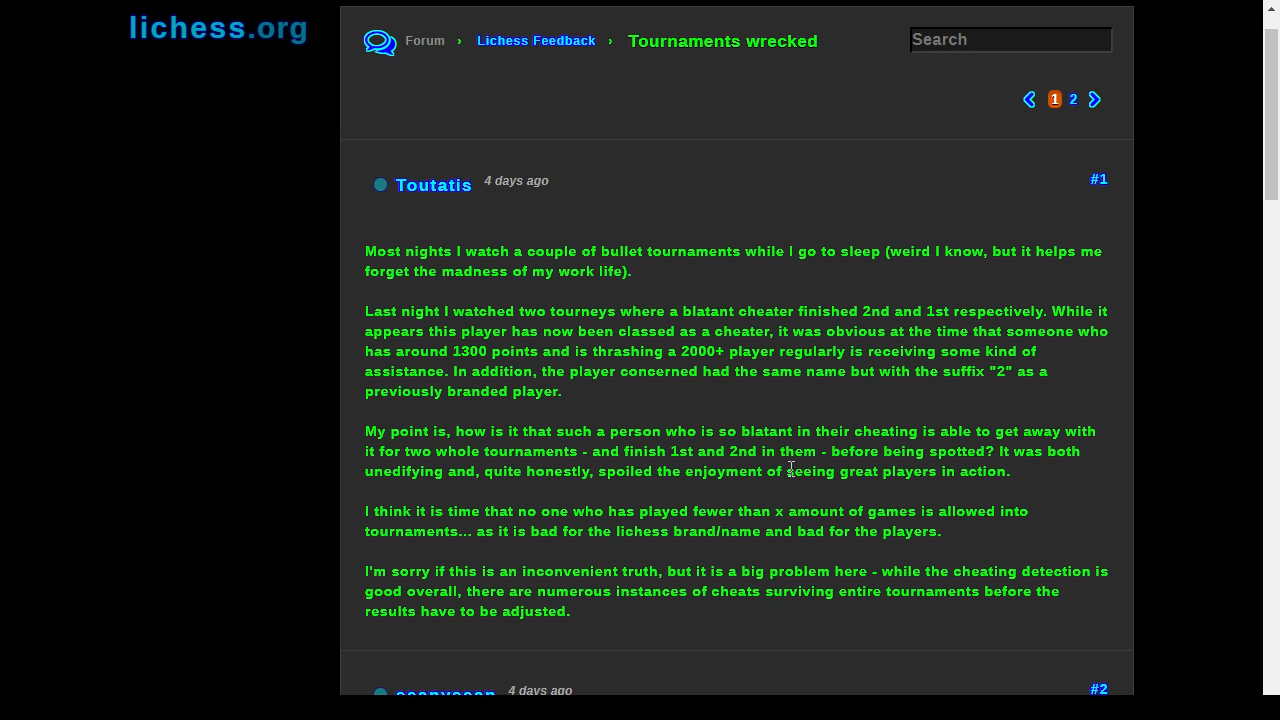 lichess.org
Forum › Lichess Feedback › Tournaments wrecked
Search
1 2
Toutatis 4 days ago #1
Most nights I watch a couple of bullet tournaments while I go to sleep (weird I know, but it helps me
forget the madness of my work life).
Last night I watched two tourneys where a blatant cheater finished 2nd and 1st respectively. While it
appears this player has now been classed as a cheater, it was obvious at the time that someone who
has around 1300 points and is thrashing a 2000+ player regularly is receiving some kind of
assistance. In addition, the player concerned had the same name but with the suffix "2" as a
previously branded player.
My point is, how is it that such a person who is so blatant in their cheating is able to get away with
it for two whole tournaments - and finish 1st and 2nd in them - before being spotted? It was both
unedifying and, quite honestly, spoiled the enjoyment of seeing great players in action.
I think it is time that no one who has played fewer than x amount of games is allowed into
tournaments... as it is bad for the lichess brand/name and bad for the players.
I'm sorry if this is an inconvenient truth, but it is a big problem here - while the cheating detection is
good overall, there are numerous instances of cheats surviving entire tournaments before the
results have to be adjusted.
4 days ago #2